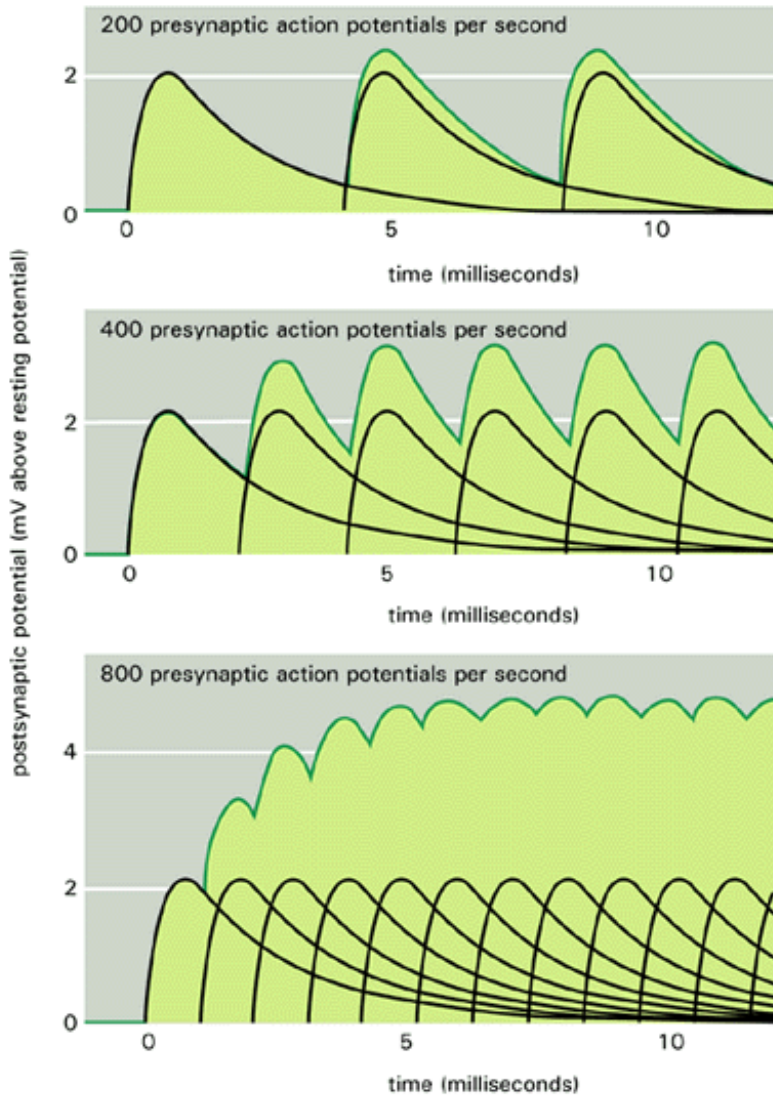 200 presynaptic action potentials per second
2
0
0 5 10
time (milliseconds)
postsynaptic potential (mV above resting potential)
400 presynaptic action potentials per second
2
0
0 5 10
time (milliseconds)
800 presynaptic action potentials per second
4
2
0
0 5 10
time (milliseconds)